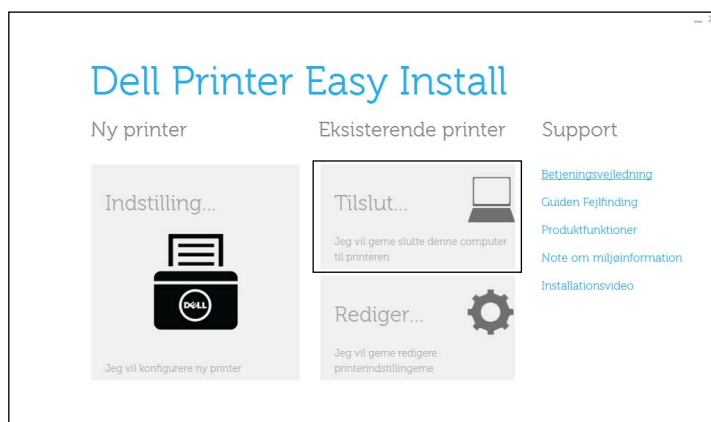 Dell Printer Easy Install
Ny printer
Indstilling...
DELL
Jeg vil konfigurere ny printer
Eksisterende printer
Tilslut...
Jeg vil gerne slutte denne computer
til printeren
Rediger...
Jeg vil gerne redigere
printerindstillingerne
Support
Betjeningsvejledning
Guiden Fejlfinding
Produktfunktioner
Note om miljøinformation
Installationsvideo